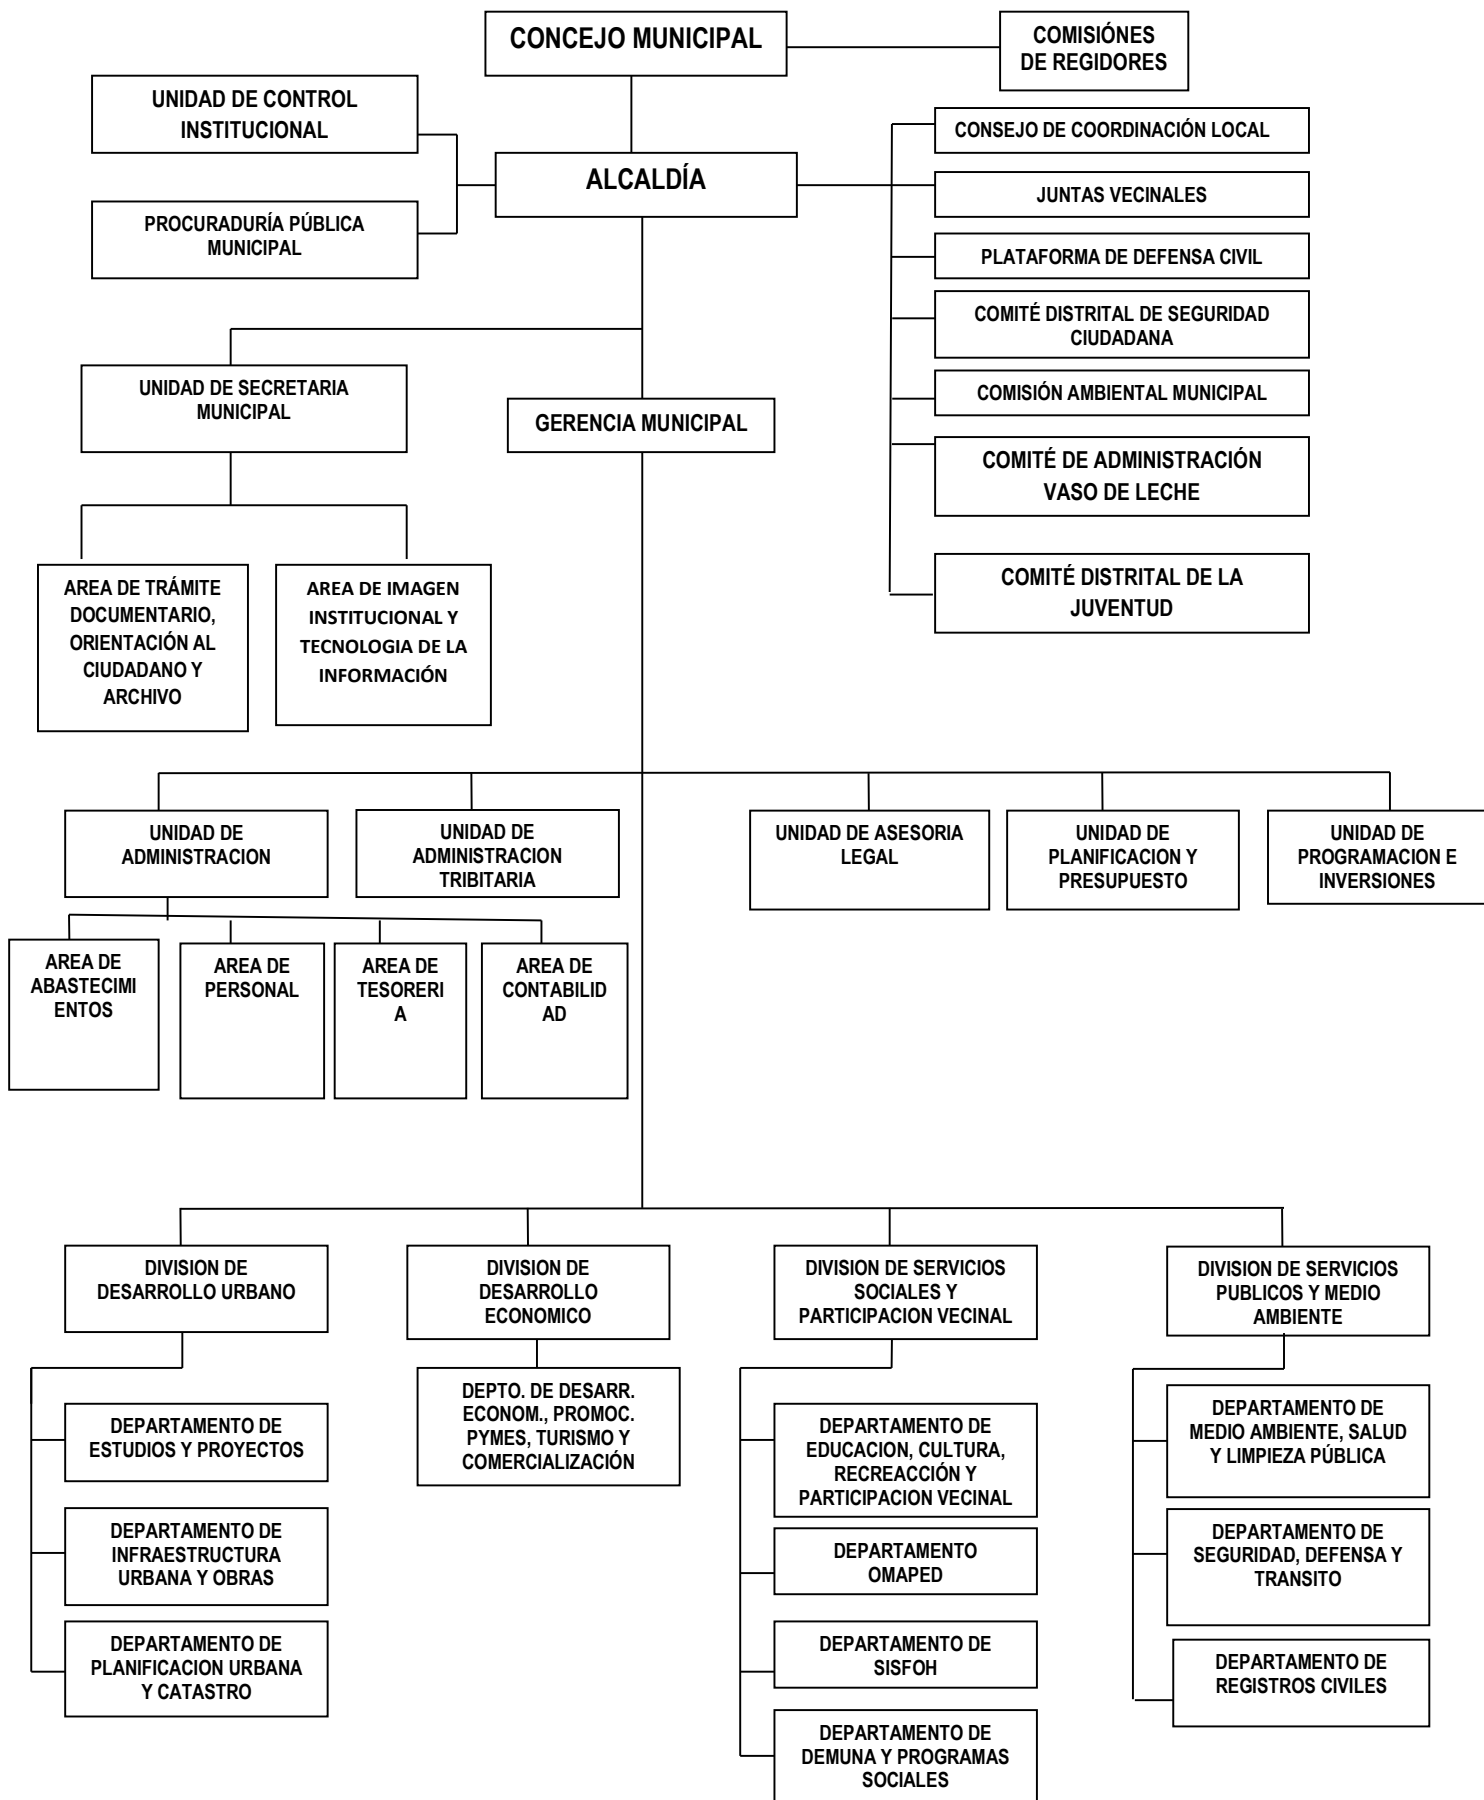 CONCEJO MUNICIPAL
COMISIÓNES
DE REGIDORES
UNIDAD DE CONTROL
INSTITUCIONAL
CONSEJO DE COORDINACIÓN LOCAL
ALCALDÍA
JUNTAS VECINALES
PROCURADURÍA PÚBLICA
MUNICIPAL
PLATAFORMA DE DEFENSA CIVIL
COMITÉ DISTRITAL DE SEGURIDAD
CIUDADANA
UNIDAD DE SECRETARIA
MUNICIPAL
GERENCIA MUNICIPAL
COMISIÓN AMBIENTAL MUNICIPAL
COMITÉ DE ADMINISTRACIÓN
VASO DE LECHE
COMITÉ DISTRITAL DE LA
JUVENTUD
AREA DE TRÁMITE
DOCUMENTARIO,
ORIENTACIÓN AL
CIUDADANO Y
ARCHIVO
AREA DE IMAGEN
INSTITUCIONAL Y
TECNOLOGIA DE LA
INFORMACIÓN
UNIDAD DE
ADMINISTRACION
UNIDAD DE
ADMINISTRACION
TRIBITARIA
UNIDAD DE ASESORIA
LEGAL
UNIDAD DE
PLANIFICACION Y
PRESUPUESTO
UNIDAD DE
PROGRAMACION E
INVERSIONES
AREA DE
ABASTECIMI
ENTOS
AREA DE
PERSONAL
AREA DE
TESORERI
A
AREA DE
CONTABILID
AD
DIVISION DE
DESARROLLO URBANO
DIVISION DE
DESARROLLO
ECONOMICO
DIVISION DE SERVICIOS
SOCIALES Y
PARTICIPACION VECINAL
DIVISION DE SERVICIOS
PUBLICOS Y MEDIO
AMBIENTE
DEPARTAMENTO DE
ESTUDIOS Y PROYECTOS
DEPARTAMENTO DE
INFRAESTRUCTURA
URBANA Y OBRAS
DEPARTAMENTO DE
PLANIFICACION URBANA
Y CATASTRO
DEPTO. DE DESARR.
ECONOM., PROMOC.
PYMES, TURISMO Y
COMERCIALIZACIÓN
DEPARTAMENTO DE
EDUCACION, CULTURA,
RECREACCIÓN Y
PARTICIPACION VECINAL
DEPARTAMENTO
OMAPED
DEPARTAMENTO DE
SISFOH
DEPARTAMENTO DE
DEMUNA Y PROGRAMAS
SOCIALES
DEPARTAMENTO DE
MEDIO AMBIENTE, SALUD
Y LIMPIEZA PÚBLICA
DEPARTAMENTO DE
SEGURIDAD, DEFENSA Y
TRANSITO
DEPARTAMENTO DE
REGISTROS CIVILES